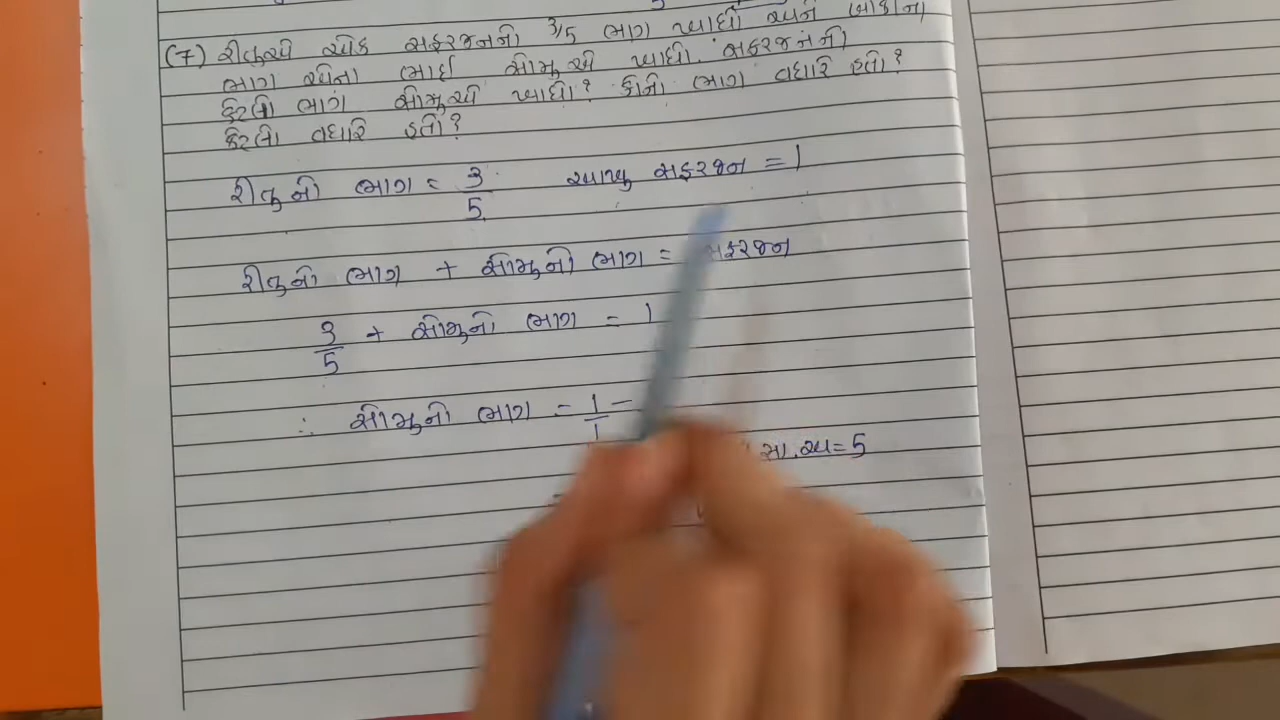 (7) રીતુએ એક સફરજનનો 3/5 ભાગ ખાધો અને બાકીનો
ભાગ એના ભાઈ સોમુએ ખાધો. સફરજનનો
કેટલો ભાગ સોમુએ ખાધો? કોનો ભાગ વધારે હતો?
કેટલો વધારે હતો?
રીતુનો ભાગ = 3/5 આખુ સફરજન = 1
રીતુનો ભાગ + સોમુનો ભાગ = સફરજન
3/5 + સોમુનો ભાગ = 1
∴ સોમુનો ભાગ = 1/1 -
સા.અ = 5